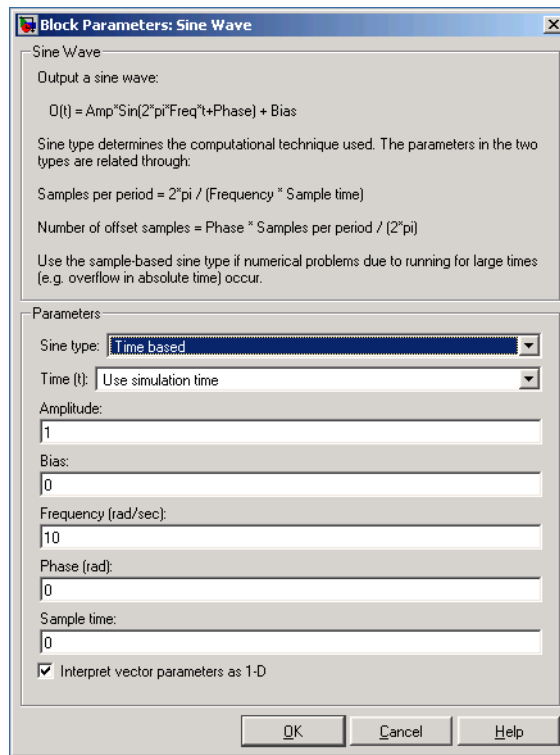 Block Parameters: Sine Wave
Sine Wave
Output a sine wave:
O(t) = Amp*Sin(2*pi*Freq*t+Phase) + Bias
Sine type determines the computational technique used. The parameters in the two
types are related through:
Samples per period = 2*pi / (Frequency * Sample time)
Number of offset samples = Phase * Samples per period / (2*pi)
Use the sample-based sine type if numerical problems due to running for large times
(e.g. overflow in absolute time) occur.
Parameters
Sine type: Time based
Time (t): Use simulation time
Amplitude:
1
Bias:
0
Frequency (rad/sec):
10
Phase (rad):
0
Sample time:
0
Interpret vector parameters as 1-D
OK Cancel Help